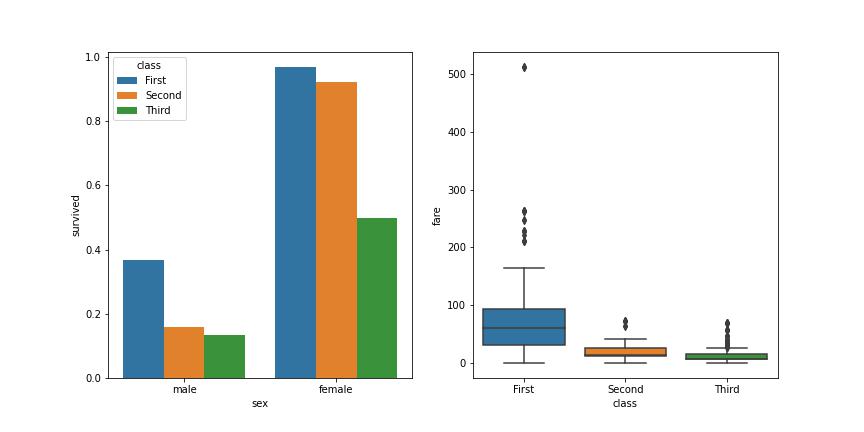 class
First
Second
Third
1.0
0.8
0.6
0.4
0.2
0.0
survived
male female
sex
500
400
300
200
100
0
fare
First Second Third
class